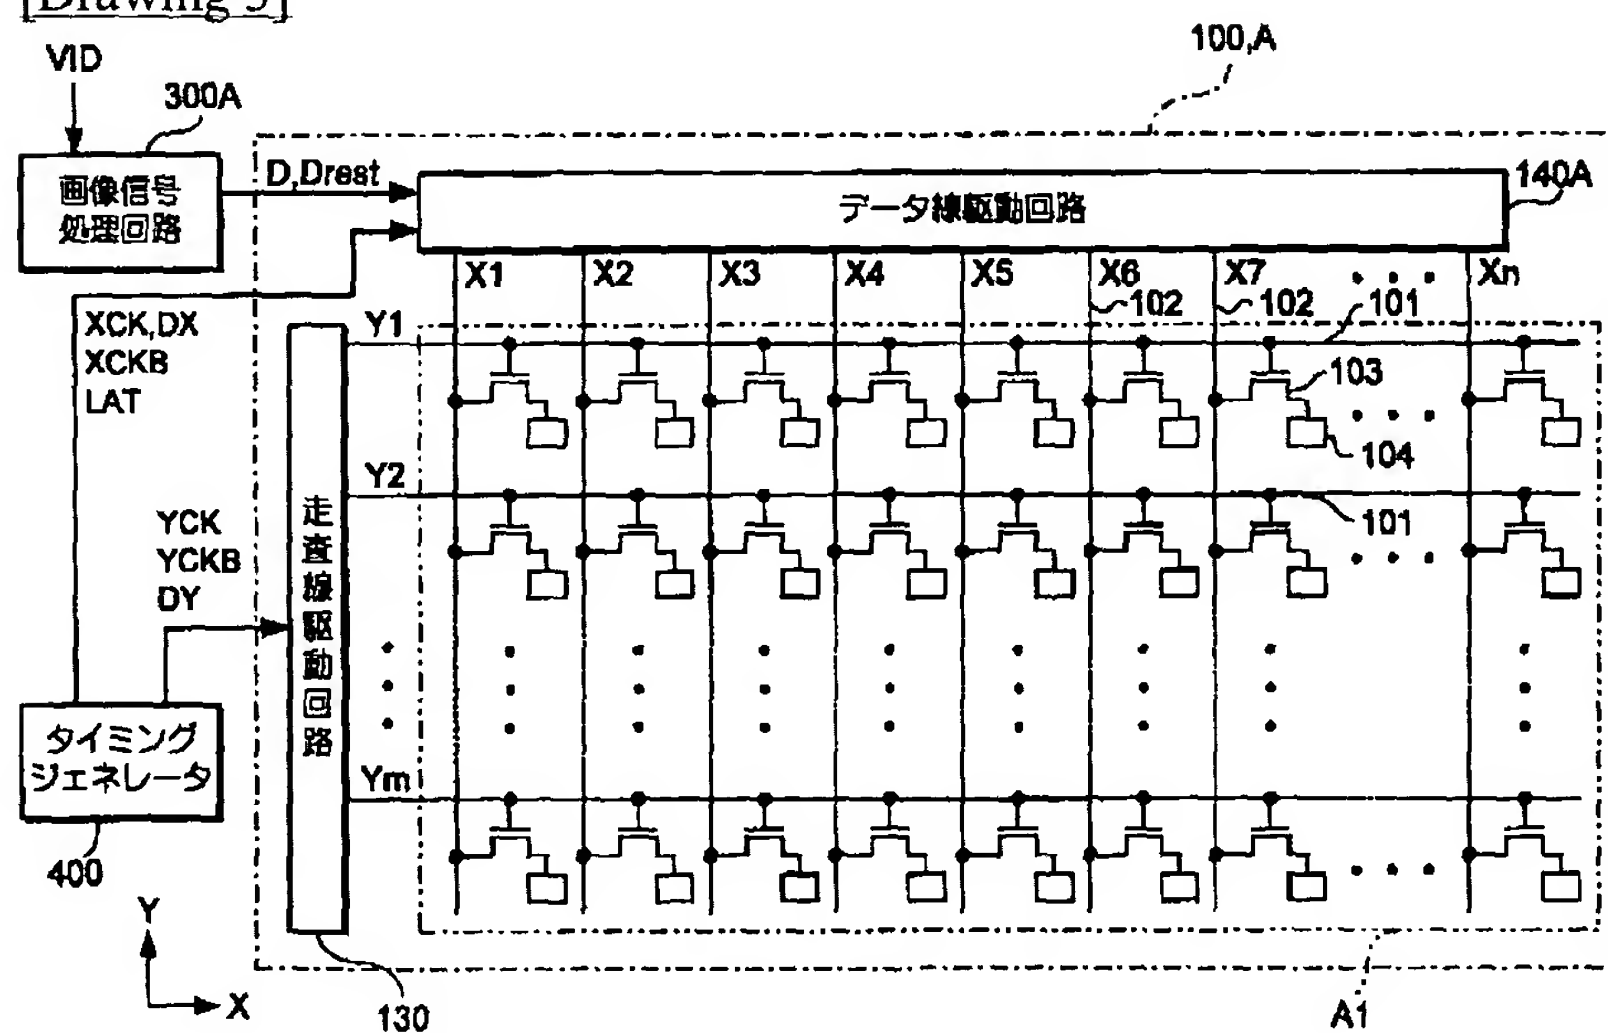 [Drawing 5]
100,A
VID
300A
画像信号
処理回路
D,Drest
データ線駆動回路
140A
X1 X2 X3 X4 X5 X6 X7 Xn
102 102 101
XCK,DX
XCKB
LAT
Y1
103
104
Y2
101
YCK
YCKB
DY
走査線駆動回路
タイミング
ジェネレータ
Ym
400
Y
X
130
A1